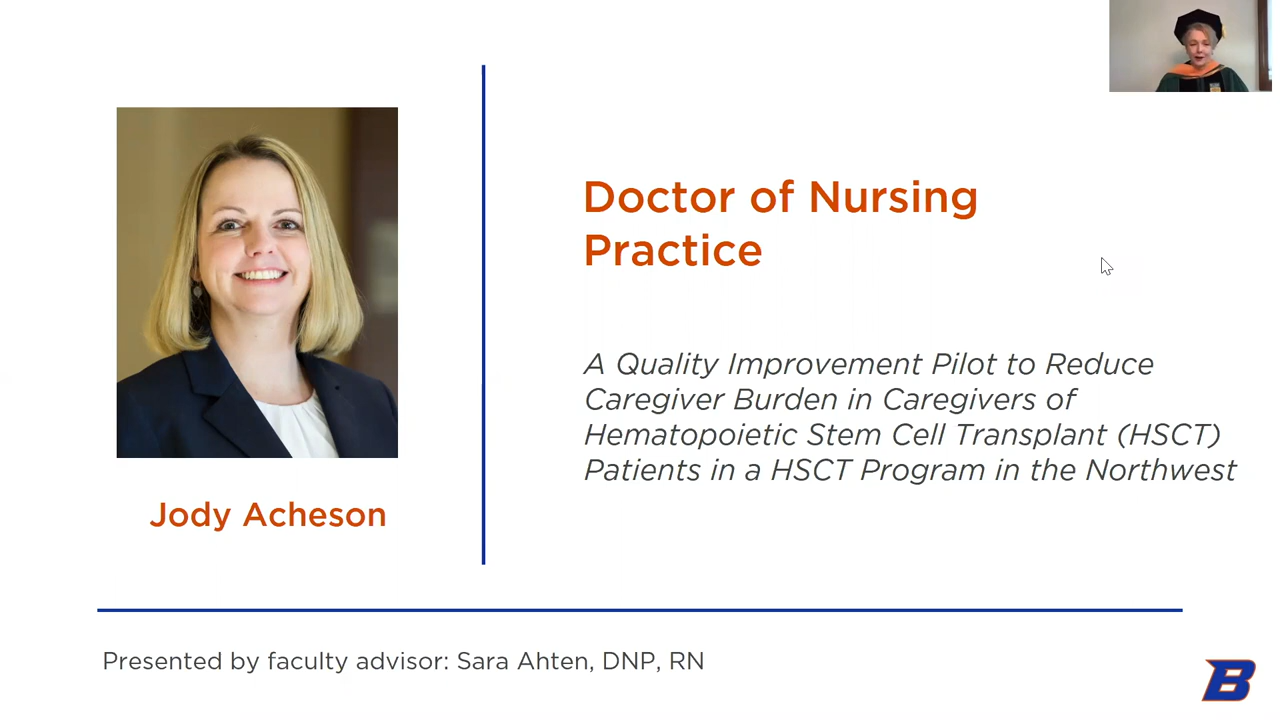 Doctor of Nursing
Practice
A Quality Improvement Pilot to Reduce
Caregiver Burden in Caregivers of
Hematopoietic Stem Cell Transplant (HSCT)
Patients in a HSCT Program in the Northwest
Jody Acheson
Presented by faculty advisor: Sara Ahten, DNP, RN
B